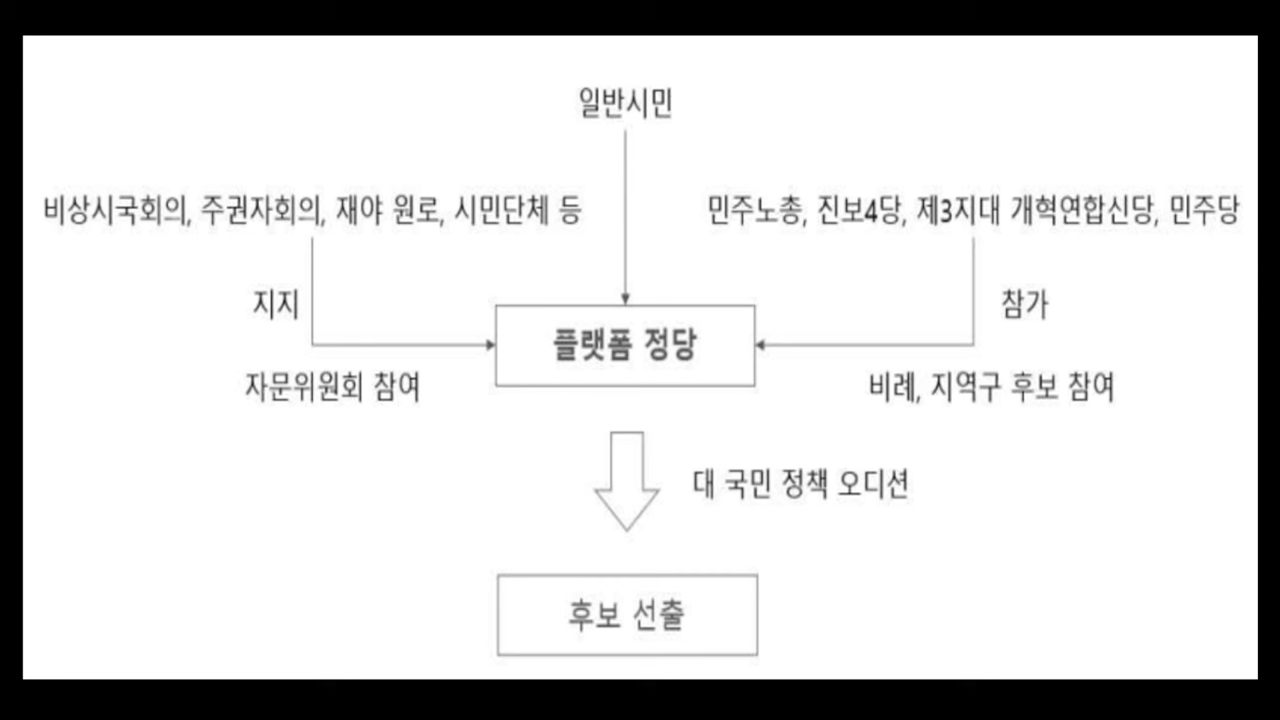 일반시민
비상시국회의, 주권자회의, 재야 원로, 시민단체 등
민주노총, 진보4당, 제3지대 개혁연합신당, 민주당
지지
참가
플랫폼 정당
자문위원회 참여
비례, 지역구 후보 참여
대 국민 정책 오디션
후보 선출